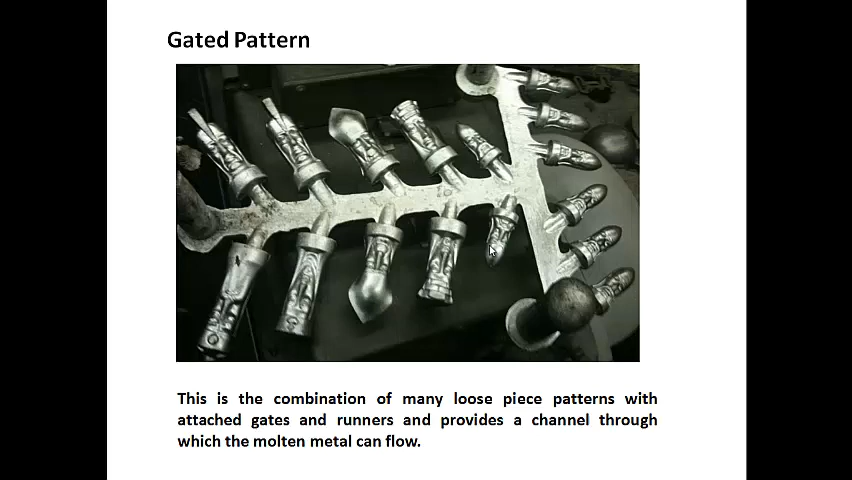 Gated Pattern
This is the combination of many loose piece patterns with
attached gates and runners and provides a channel through
which the molten metal can flow.